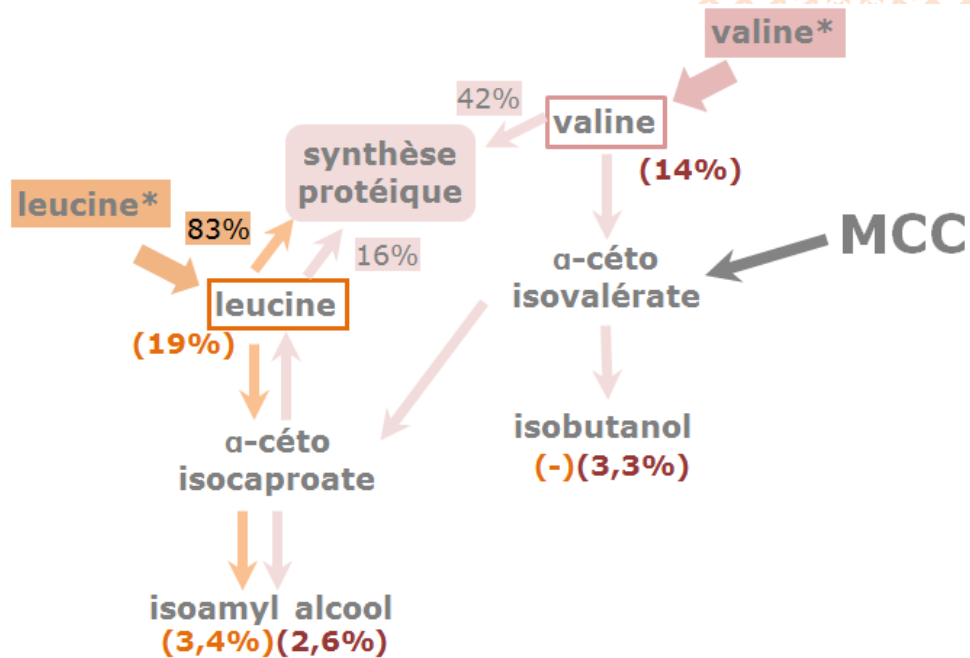 valine*
42%
valine
synthèse
protéique
(14%)
leucine*
83%
16%
MCC
α-céto
isovalérate
leucine
(19%)
α-céto
isocaproate
isobutanol
(-)(3,3%)
isoamyl alcool
(3,4%)(2,6%)